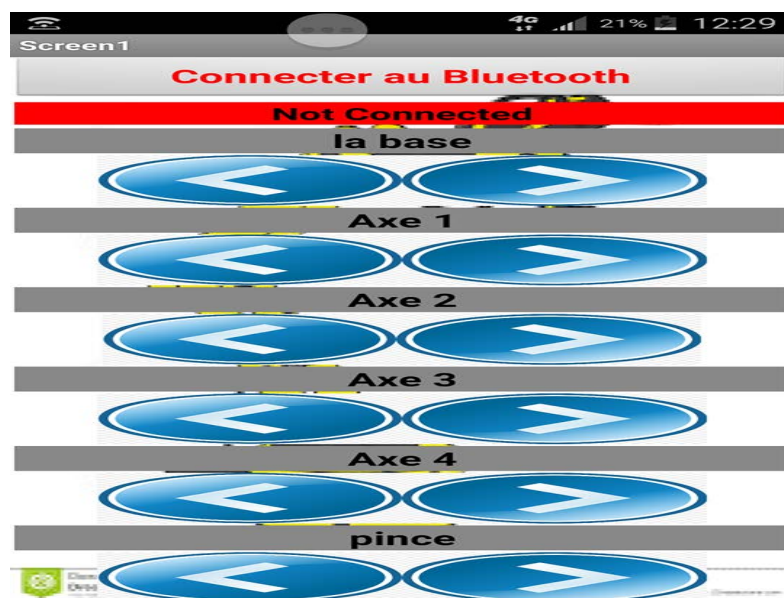 4G 21% 12:29
Screen1
Connecter au Bluetooth
Not Connected
la base
Axe 1
Axe 2
Axe 3
Axe 4
pince